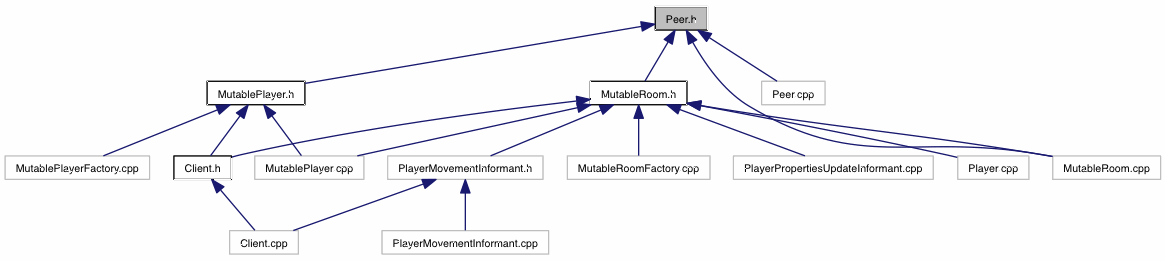 Peer.h
MutablePlayer.h
MutableRoom.h
Peer.cpp
MutablePlayerFactory.cpp
Client.h
MutablePlayer.cpp
PlayerMovementInformant.h
MutableRoomFactory.cpp
PlayerPropertiesUpdateInformant.cpp
Player.cpp
MutableRoom.cpp
Client.cpp
PlayerMovementInformant.cpp